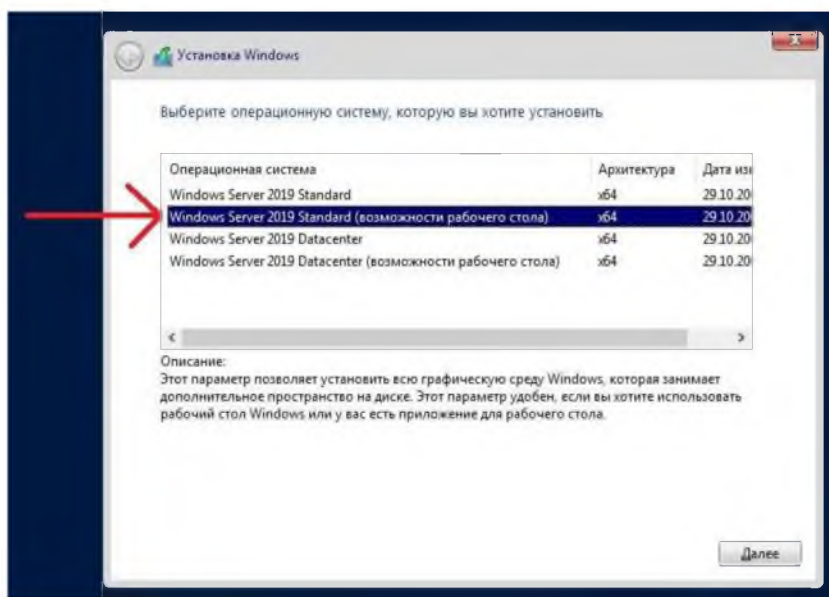 Установка Windows
Выберите операционную систему, которую вы хотите установить
Операционная система Архитектура Дата изм
Windows Server 2019 Standard x64 29.10.20
Windows Server 2019 Standard (возможности рабочего стола) x64 29.10.20
Windows Server 2019 Datacenter x64 29.10.20
Windows Server 2019 Datacenter (возможности рабочего стола) x64 29.10.20
Описание:
Этот параметр позволяет установить всю графическую среду Windows, которая занимает
дополнительное пространство на диске. Этот параметр удобен, если вы хотите использовать
рабочий стол Windows или у вас есть приложение для рабочего стола.
Далее